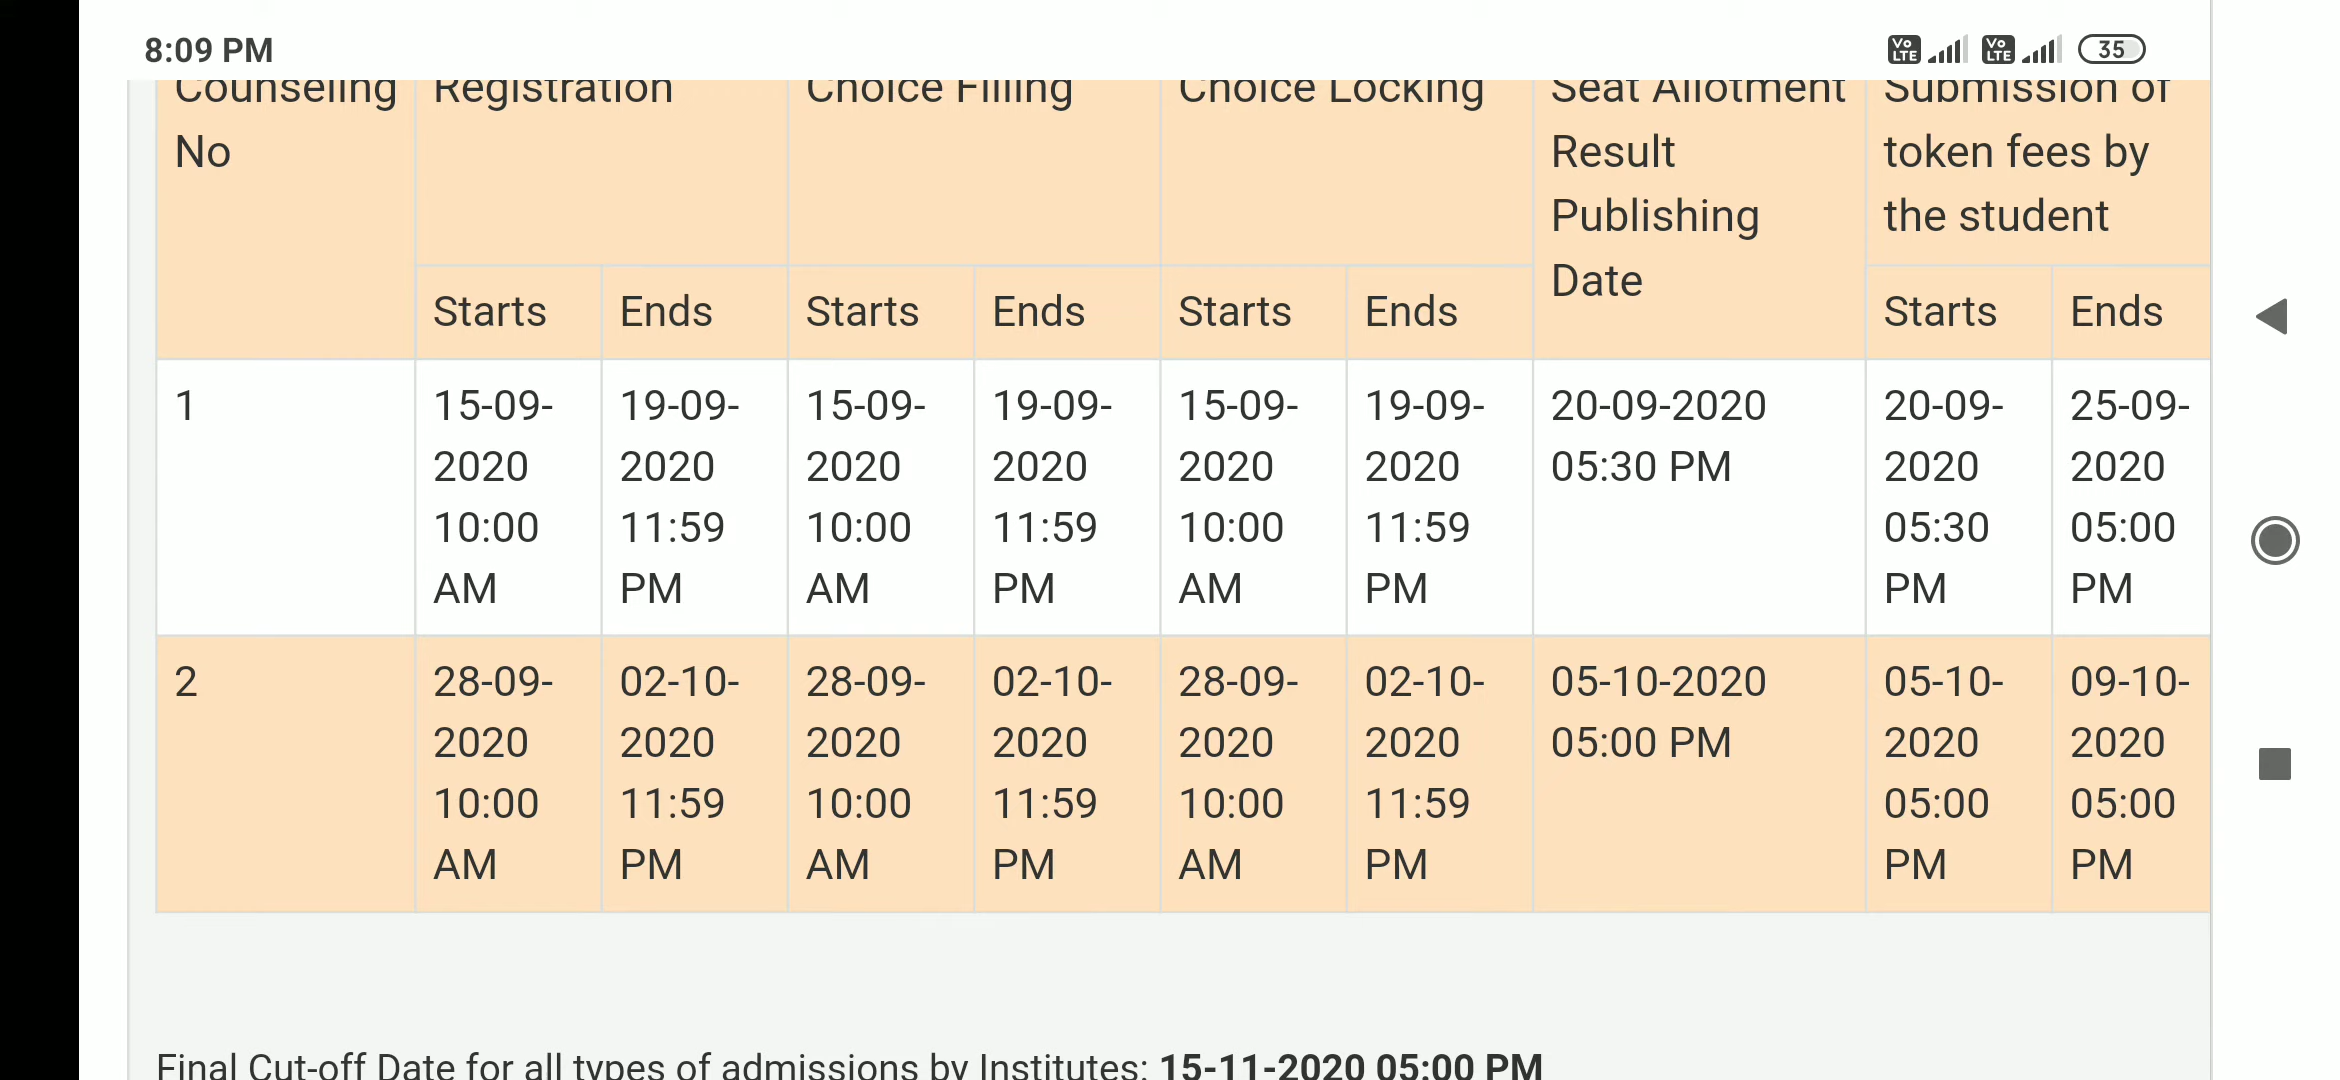 8:09 PM
Vo LTE Vo LTE 35
Counseling No
Registration
Choice Filling
Choice Locking
Seat Allotment
Result
Publishing
Date
Submission of
token fees by
the student
Starts Ends Starts Ends Starts Ends Starts Ends
1
15-09-
2020
10:00
AM
19-09-
2020
11:59
PM
15-09-
2020
10:00
AM
19-09-
2020
11:59
PM
15-09-
2020
10:00
AM
19-09-
2020
11:59
PM
20-09-2020
05:30 PM
20-09-
2020
05:30
PM
25-09-
2020
05:00
PM
2
28-09-
2020
10:00
AM
02-10-
2020
11:59
PM
28-09-
2020
10:00
AM
02-10-
2020
11:59
PM
28-09-
2020
10:00
AM
02-10-
2020
11:59
PM
05-10-2020
05:00 PM
05-10-
2020
05:00
PM
09-10-
2020
05:00
PM
Final Cut-off Date for all types of admissions by Institutes: 15-11-2020 05:00 PM